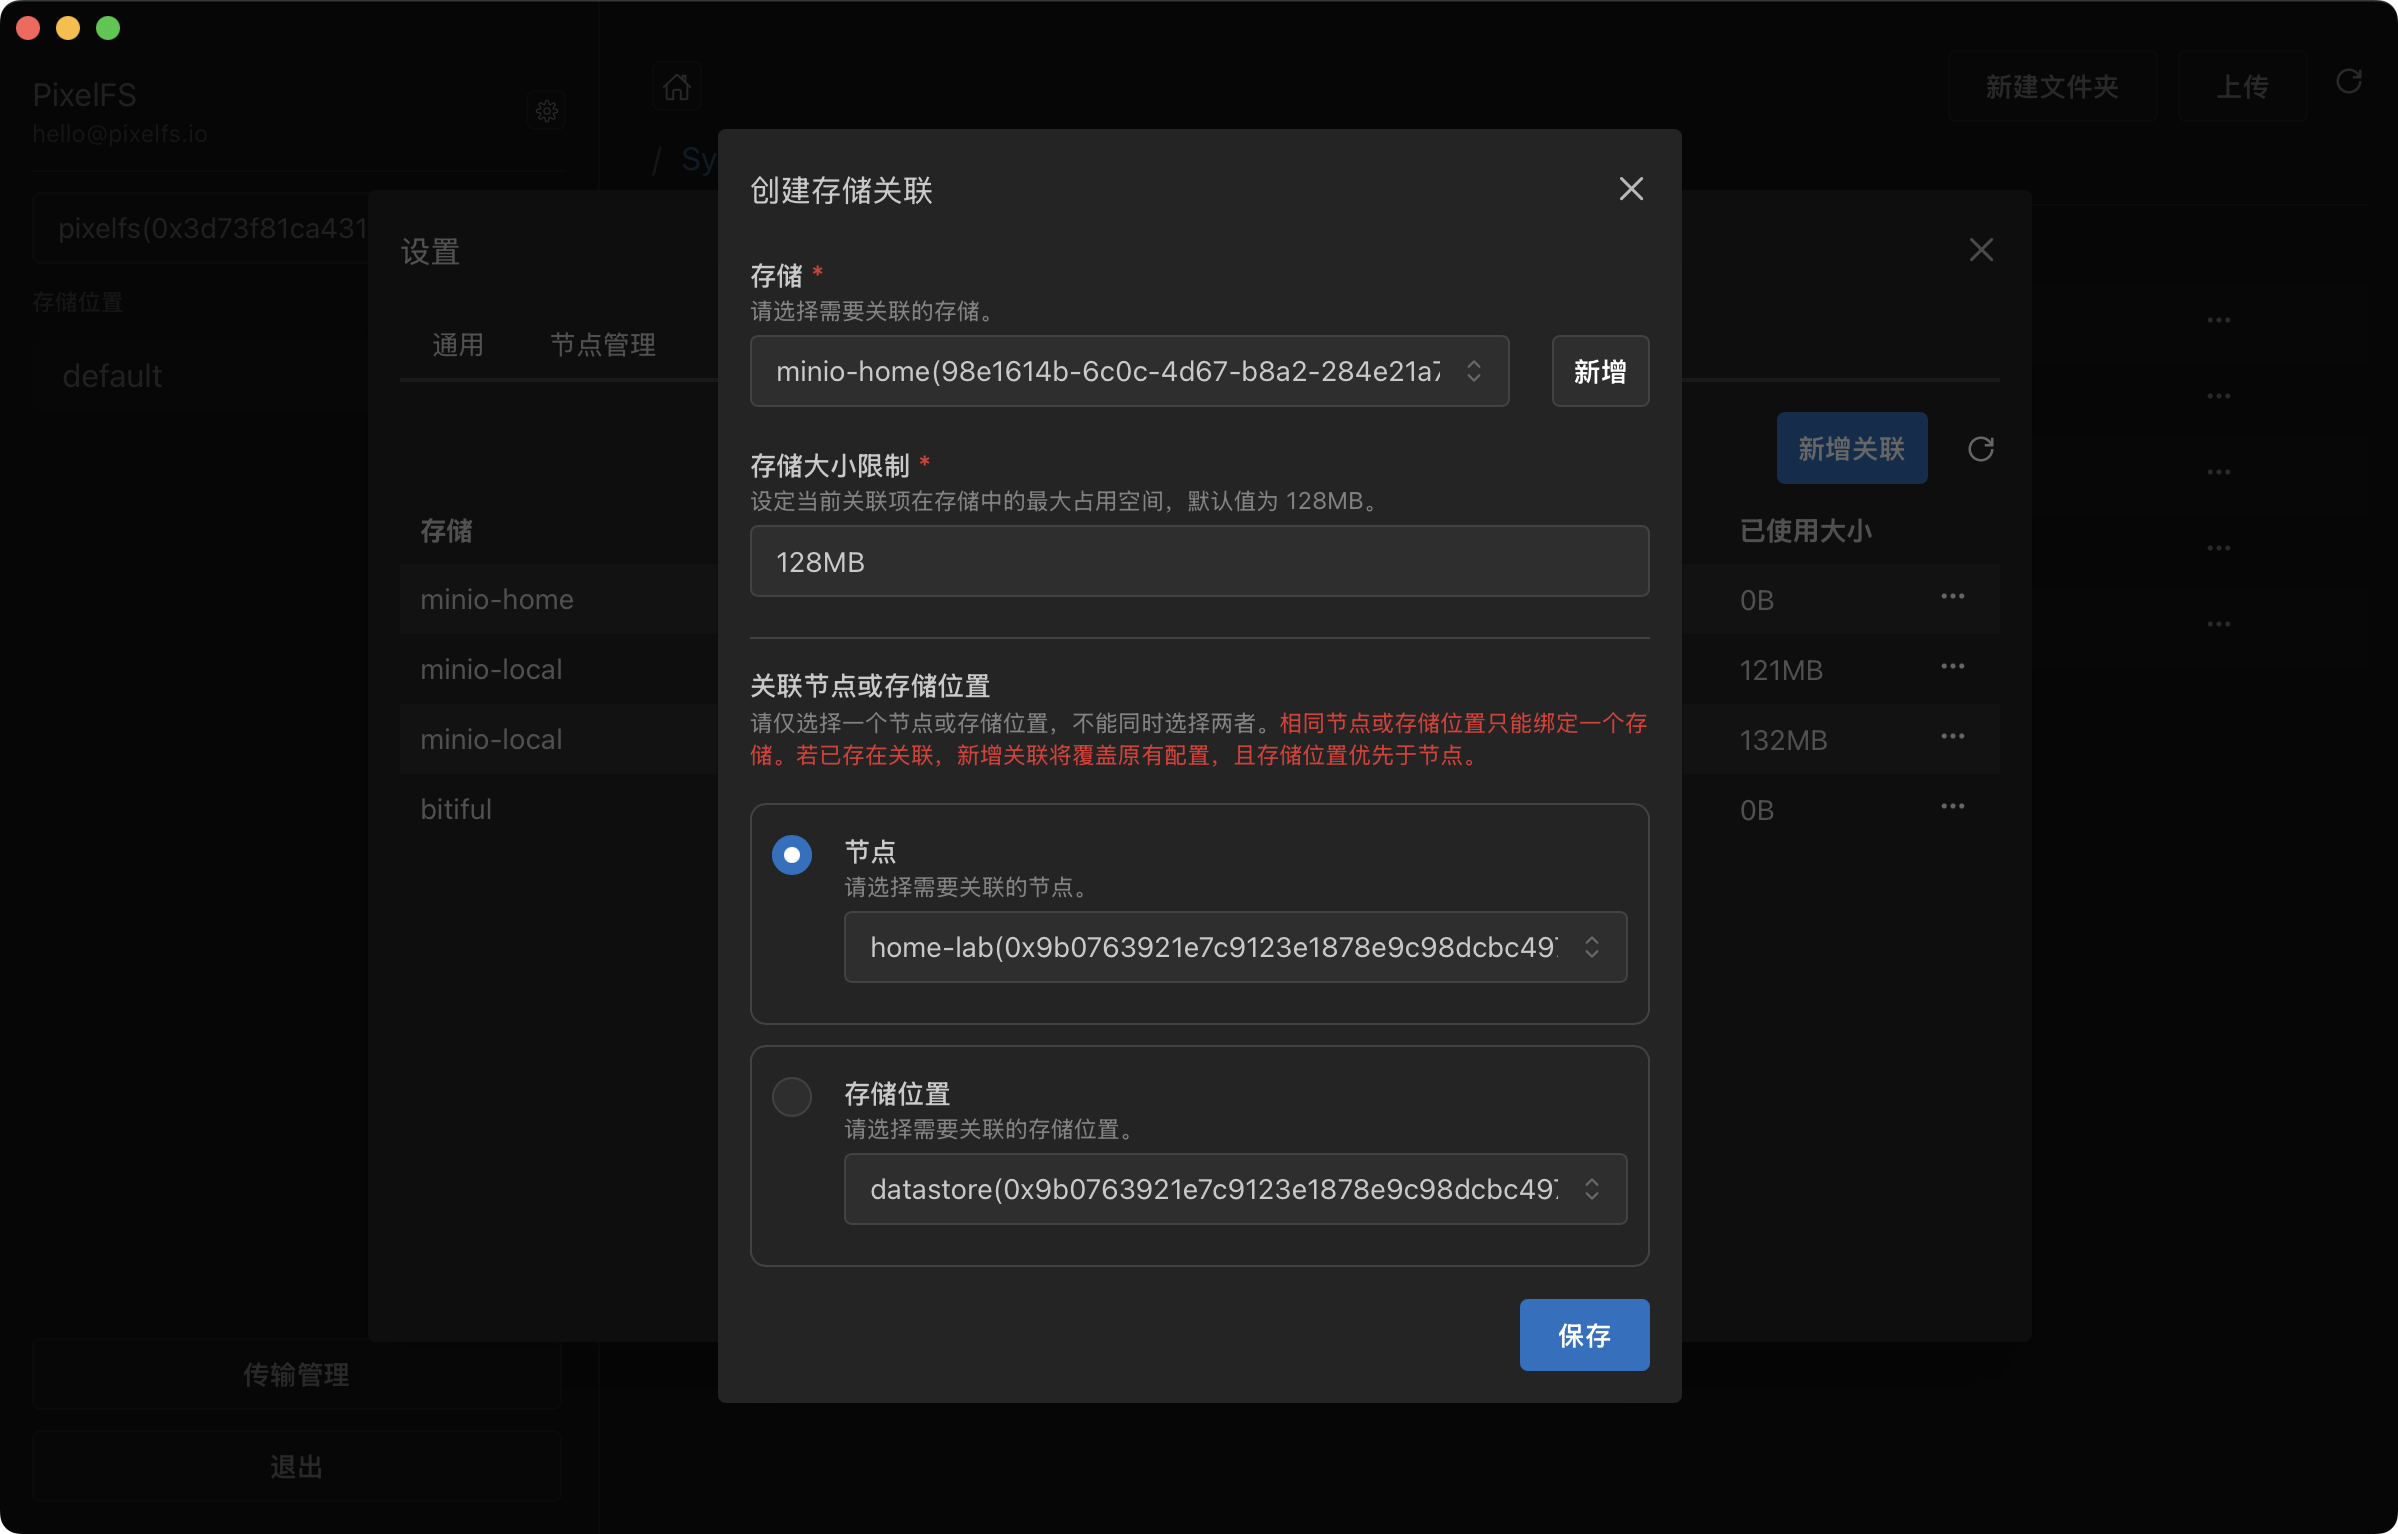 PixelFS
hello@pixelfs.io
pixelfs(0x3d73f81ca431
存储位置
default
传输管理
退出
/ Sy
新建文件夹
上传
设置
通用
节点管理
新增关联
存储
已使用大小
minio-home
0B
minio-local
121MB
minio-local
132MB
bitiful
0B
创建存储关联
存储 *
请选择需要关联的存储。
minio-home(98e1614b-6c0c-4d67-b8a2-284e21a7
新增
存储大小限制 *
设定当前关联项在存储中的最大占用空间，默认值为 128MB。
128MB
关联节点或存储位置
请仅选择一个节点或存储位置，不能同时选择两者。相同节点或存储位置只能绑定一个存
储。若已存在关联，新增关联将覆盖原有配置，且存储位置优先于节点。
节点
请选择需要关联的节点。
home-lab(0x9b0763921e7c9123e1878e9c98dcbc497
存储位置
请选择需要关联的存储位置。
datastore(0x9b0763921e7c9123e1878e9c98dcbc497
保存